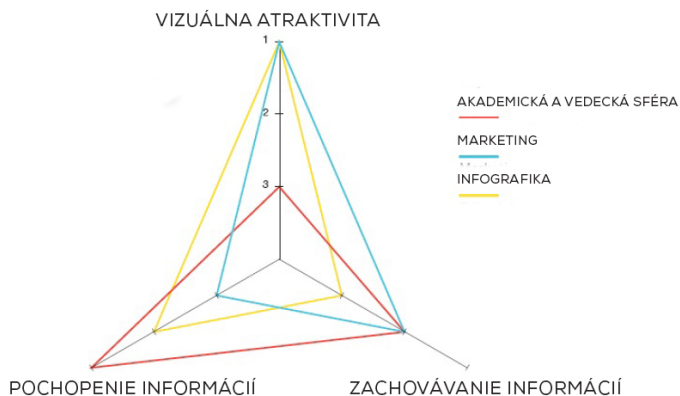 VIZUÁLNA ATRAKTIVITA
1
2
3
AKADEMICKÁ A VEDECKÁ SFÉRA
MARKETING
INFOGRAFIKA
POCHOPENIE INFORMÁCIÍ
ZACHOVÁVANIE INFORMÁCIÍ